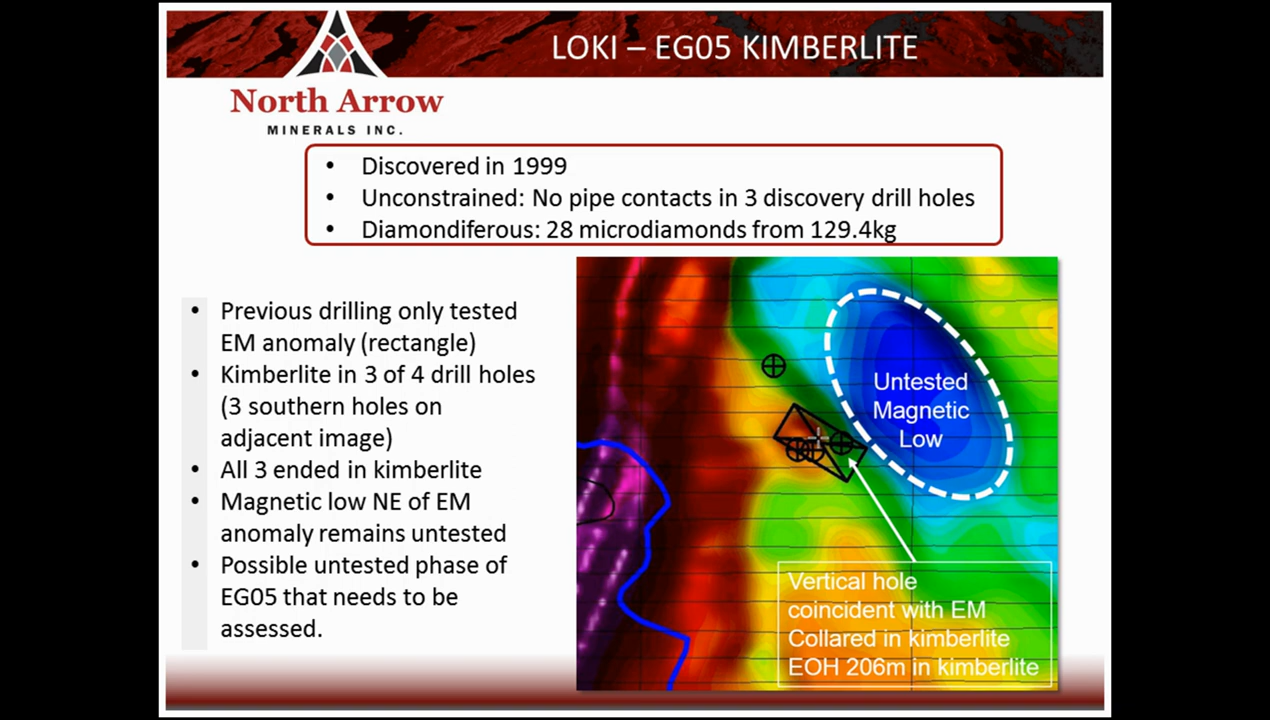 LOKI – EG05 KIMBERLITE
North Arrow
MINERALS INC.
• Discovered in 1999
• Unconstrained: No pipe contacts in 3 discovery drill holes
• Diamondiferous: 28 microdiamonds from 129.4kg
• Previous drilling only tested
EM anomaly (rectangle)
• Kimberlite in 3 of 4 drill holes
(3 southern holes on
adjacent image)
• All 3 ended in kimberlite
• Magnetic low NE of EM
anomaly remains untested
• Possible untested phase of
EG05 that needs to be
assessed.
Untested
Magnetic
Low
Vertical hole
coincident with EM
Collared in kimberlite
EOH 206m in kimberlite